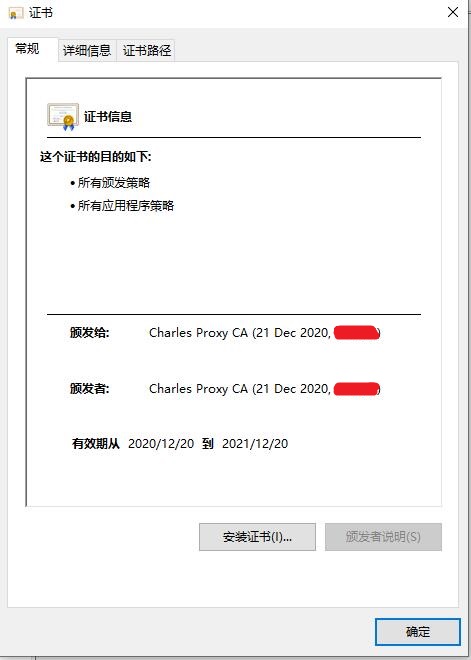 证书
常规 详细信息 证书路径
证书信息
这个证书的目的如下:
• 所有颁发策略
• 所有应用程序策略
颁发给: Charles Proxy CA (21 Dec 2020, )
颁发者: Charles Proxy CA (21 Dec 2020, )
有效期从 2020/12/20 到 2021/12/20
安装证书(I)... 颁发者说明(S)
确定